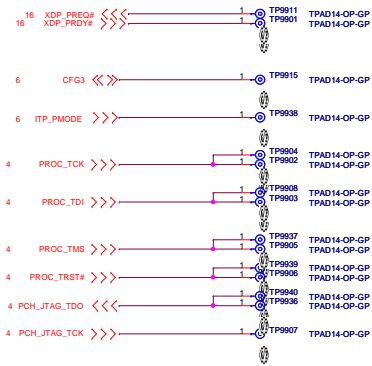 16 XDP_PREQ# 1 TP9911 TPAD14-OP-GP
16 XDP_PRDY# 1 TP9901 TPAD14-OP-GP
6 CFG3 1 TP9915 TPAD14-OP-GP
6 ITP_PMODE 1 TP9938 TPAD14-OP-GP
1 TP9904 TPAD14-OP-GP
4 PROC_TCK 1 TP9902 TPAD14-OP-GP
1 TP9908 TPAD14-OP-GP
4 PROC_TDI 1 TP9903 TPAD14-OP-GP
1 TP9937 TPAD14-OP-GP
4 PROC_TMS 1 TP9905 TPAD14-OP-GP
1 TP9939 TPAD14-OP-GP
4 PROC_TRST# 1 TP9906 TPAD14-OP-GP
1 TP9940 TPAD14-OP-GP
4 PCH_JTAG_TDO 1 TP9936 TPAD14-OP-GP
4 PCH_JTAG_TCK 1 TP9907 TPAD14-OP-GP